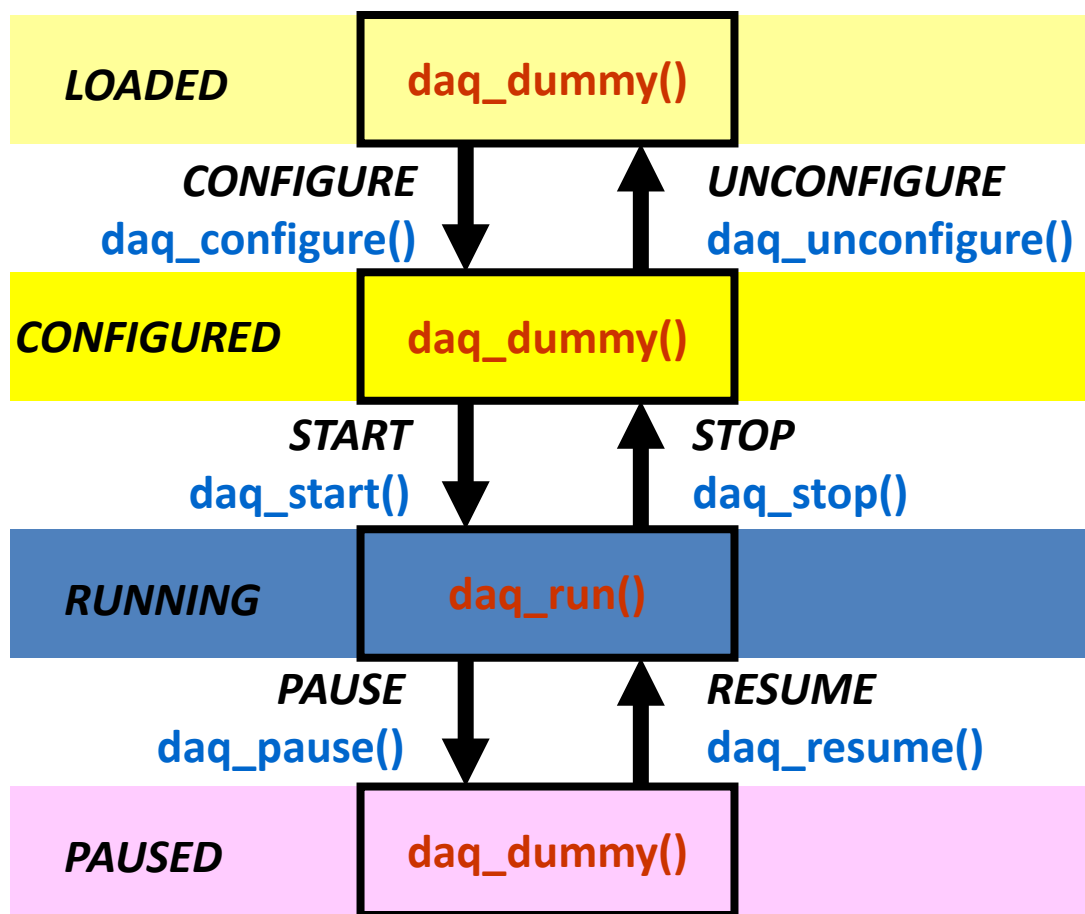 LOADED
daq_dummy()
CONFIGURE
daq_configure()
UNCONFIGURE
daq_unconfigure()
CONFIGURED
daq_dummy()
START
daq_start()
STOP
daq_stop()
RUNNING
daq_run()
PAUSE
daq_pause()
RESUME
daq_resume()
PAUSED
daq_dummy()